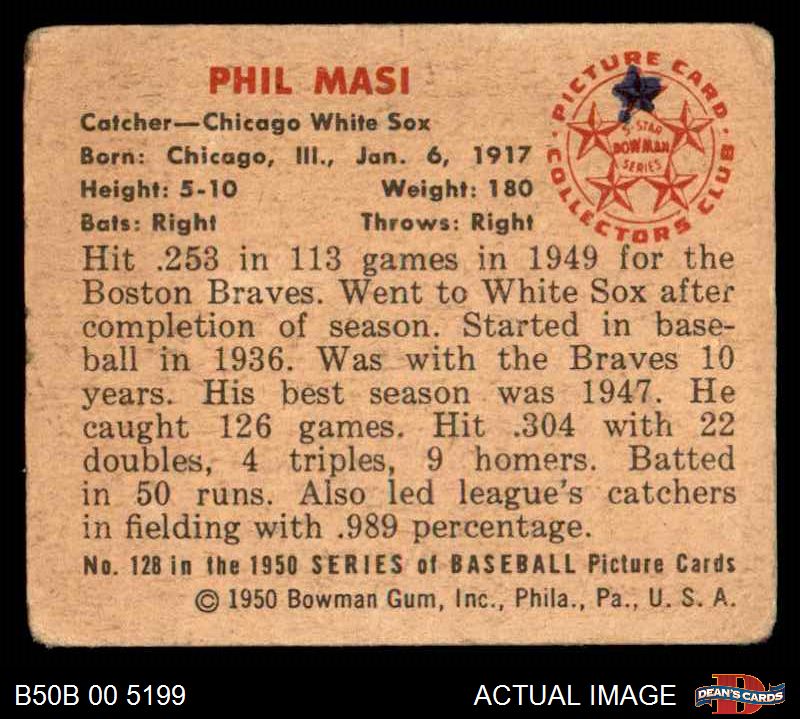 PHIL MASI
Catcher—Chicago White Sox
Born: Chicago, Ill., Jan. 6, 1917
Height: 5-10 Weight: 180
Bats: Right Throws: Right
PICTURE CARD
5-STAR
BOWMAN
SERIES
COLLECTORS CLUB
Hit .253 in 113 games in 1949 for the
Boston Braves. Went to White Sox after
completion of season. Started in base-
ball in 1936. Was with the Braves 10
years. His best season was 1947. He
caught 126 games. Hit .304 with 22
doubles, 4 triples, 9 homers. Batted
in 50 runs. Also led league's catchers
in fielding with .989 percentage.
No. 128 in the 1950 SERIES of BASEBALL Picture Cards
© 1950 Bowman Gum, Inc., Phila., Pa., U. S. A.
B50B 00 5199
ACTUAL IMAGE
DEAN'S CARDS
D